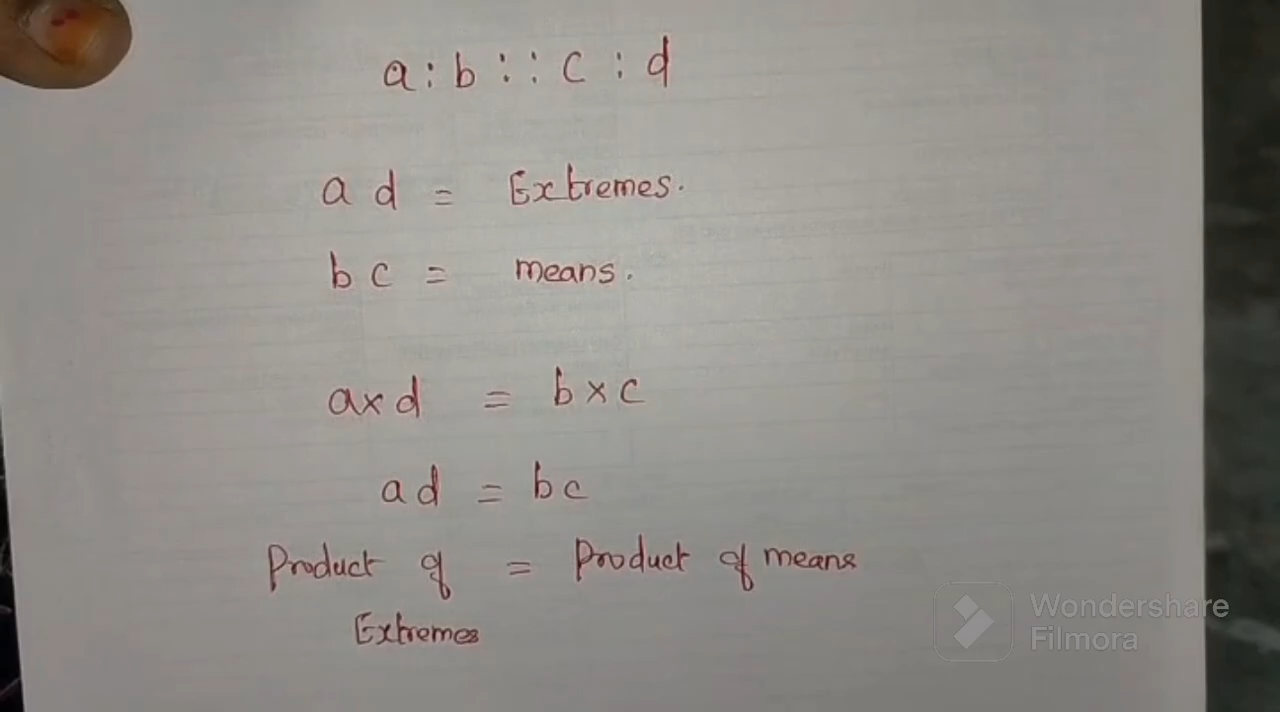 a : b : : c : d
a d = Extremes.
b c = means.
a x d = b x c
a d = b c
Product of = Product of means
Extremes
Wondershare
Filmora